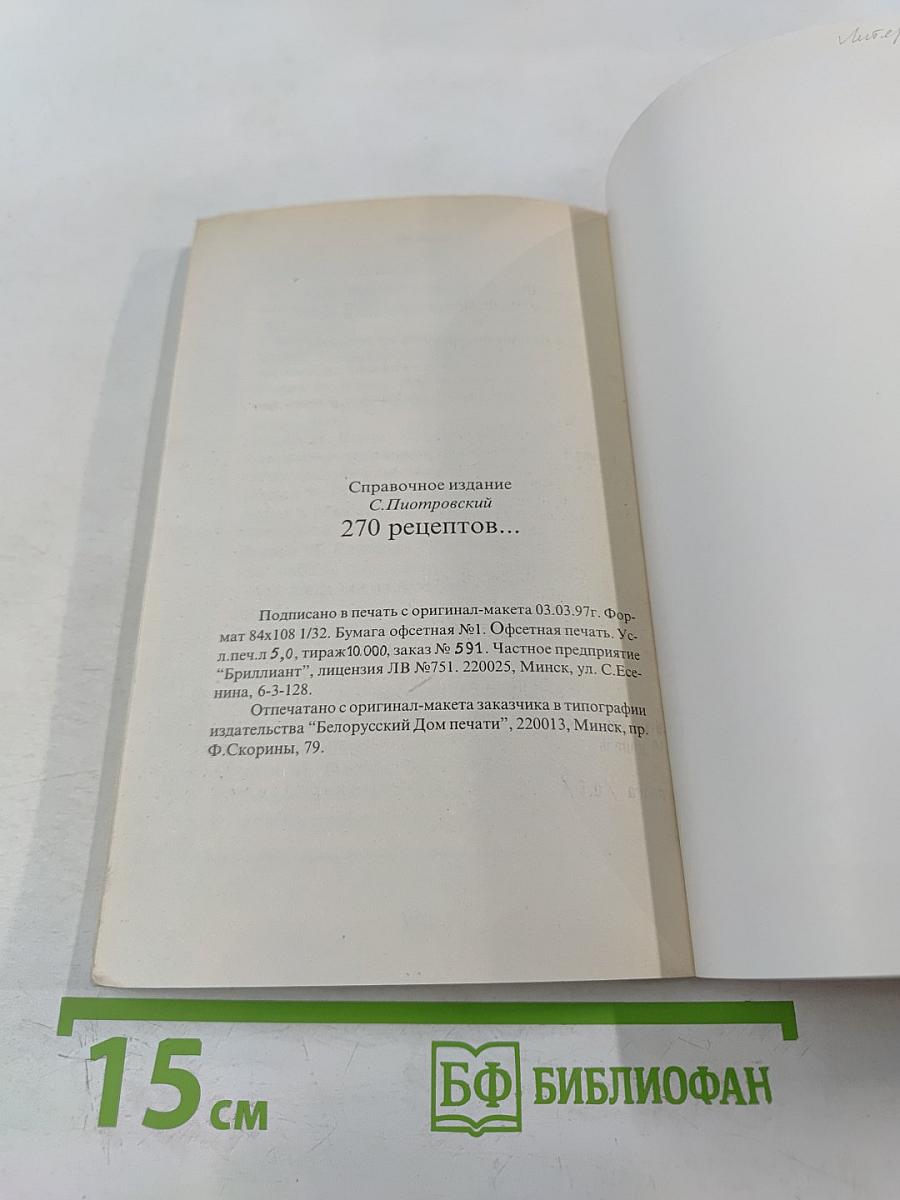 Справочное издание
С.Пиотровский
270 рецептов...
Подписано в печать с оригинал-макета 03.03.97г. Фор-
мат 84х108 1/32. Бумага офсетная №1. Офсетная печать. Ус-
л.печ.л 5,0, тираж 10.000, заказ № 591. Частное предприятие
“Бриллиант”, лицензия ЛВ №751. 220025, Минск, ул. С.Есе-
нина, 6-3-128.
Отпечатано с оригинал-макета заказчика в типографии
издательства “Белорусский Дом печати”, 220013, Минск, пр.
Ф.Скорины, 79.
15 см
БФ БИБЛИОФАН